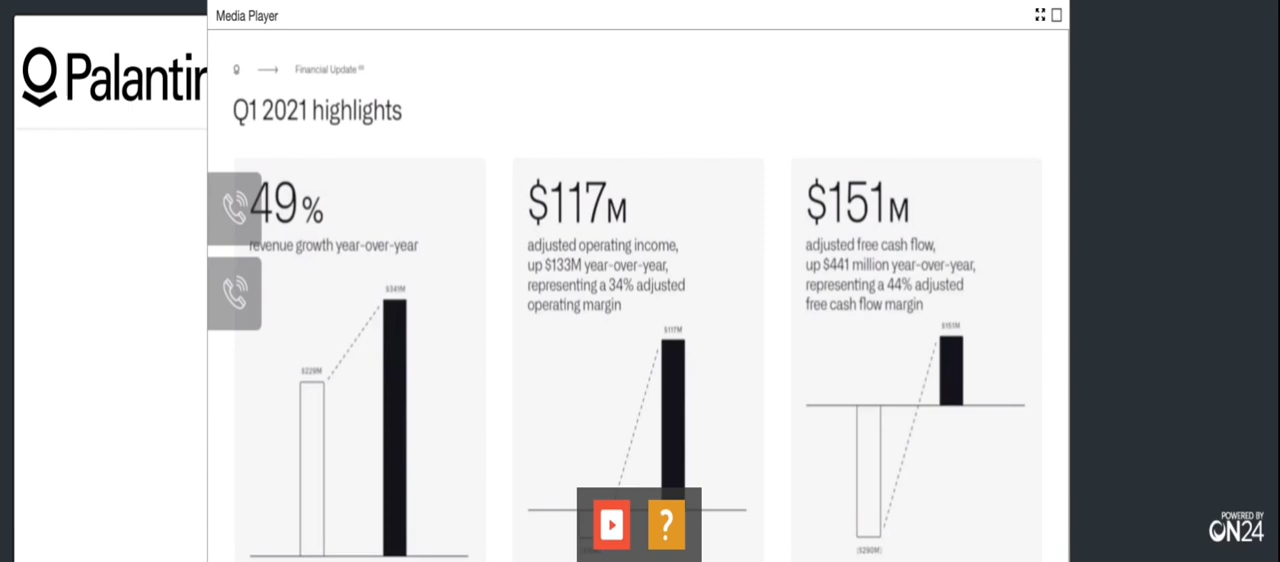 Media Player
Palantir
Financial Update
Q1 2021 highlights
49%
revenue growth year-over-year
$341M
$229M
$117M
adjusted operating income,
up $133M year-over-year,
representing a 34% adjusted
operating margin
$117M
$151M
adjusted free cash flow,
up $441 million year-over-year,
representing a 44% adjusted
free cash flow margin
$151M
($290M)
?
POWERED BY
ON24